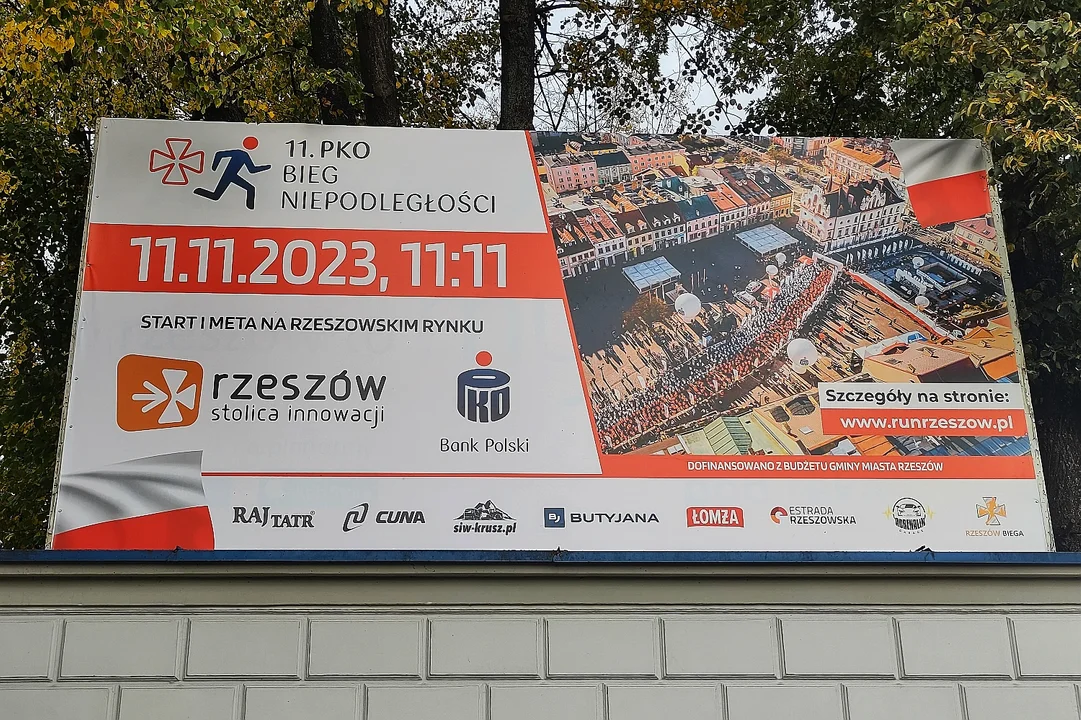 11. PKO
BIEG
NIEPODLEGŁOŚCI
11.11.2023, 11:11
START I META NA RZESZOWSKIM RYNKU
rzeszów
stolica innowacji
PKO
Bank Polski
Szczegóły na stronie:
www.runrzeszow.pl
DOFINANSOWANO Z BUDŻETU GMINY MIASTA RZESZÓW
RAJ TATR
CUNA
siw-krusz.pl
BJ BUTYJANA
ŁOMŻA
ESTRADA
RZESZOWSKA
ADRENALIN
RZESZÓW BIEGA